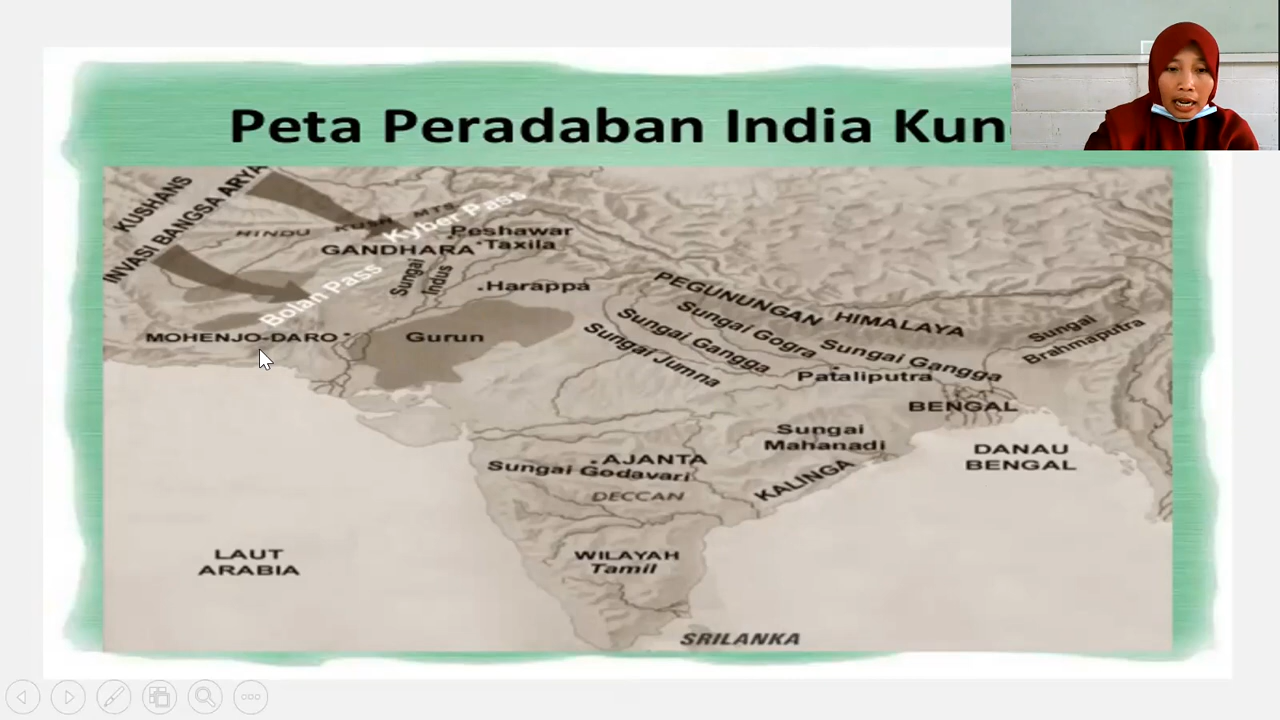 Peta Peradaban India
KUSHANS
INVASI BANGSA ARYA
HINDU KUSH MTS
Kyber Pass
Peshawar
GANDHARA
Taxila
Sungai
Indus
Bolan Pass
Harappa
MOHENJO-DARO
Gurun
PEGUNUNGAN HIMALAYA
Sungai Gogra
Sungai Gangga
Sungai Gangga
Sungai Jumna
Sungai
Brahmaputra
Pataliputra
BENGAL
Sungai
Mahanadi
DANAU
BENGAL
AJANTA
Sungai Godavari
KALINGA
DECCAN
LAUT
ARABIA
WILAYAH
Tamil
SRILANKA